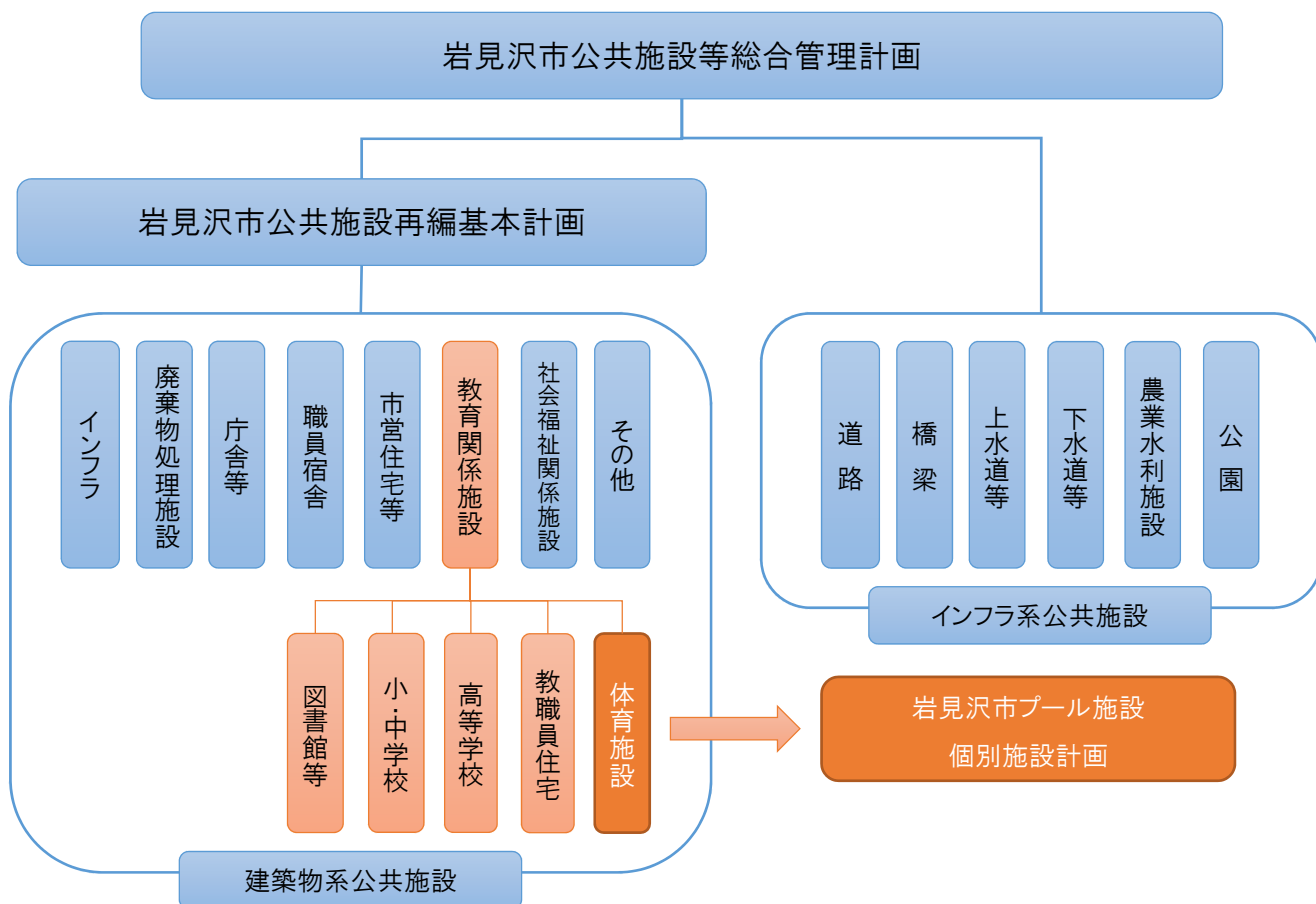 岩見沢市公共施設等総合管理計画
岩見沢市公共施設再編基本計画
インフラ
廃棄物処理施設
庁舎等
職員宿舎
市営住宅等
教育関係施設
社会福祉関係施設
その他
図書館等
小・中学校
高等学校
教職員住宅
体育施設
建築物系公共施設
道路
橋梁
上水道等
下水道等
農業水利施設
公園
インフラ系公共施設
岩見沢市プール施設
個別施設計画